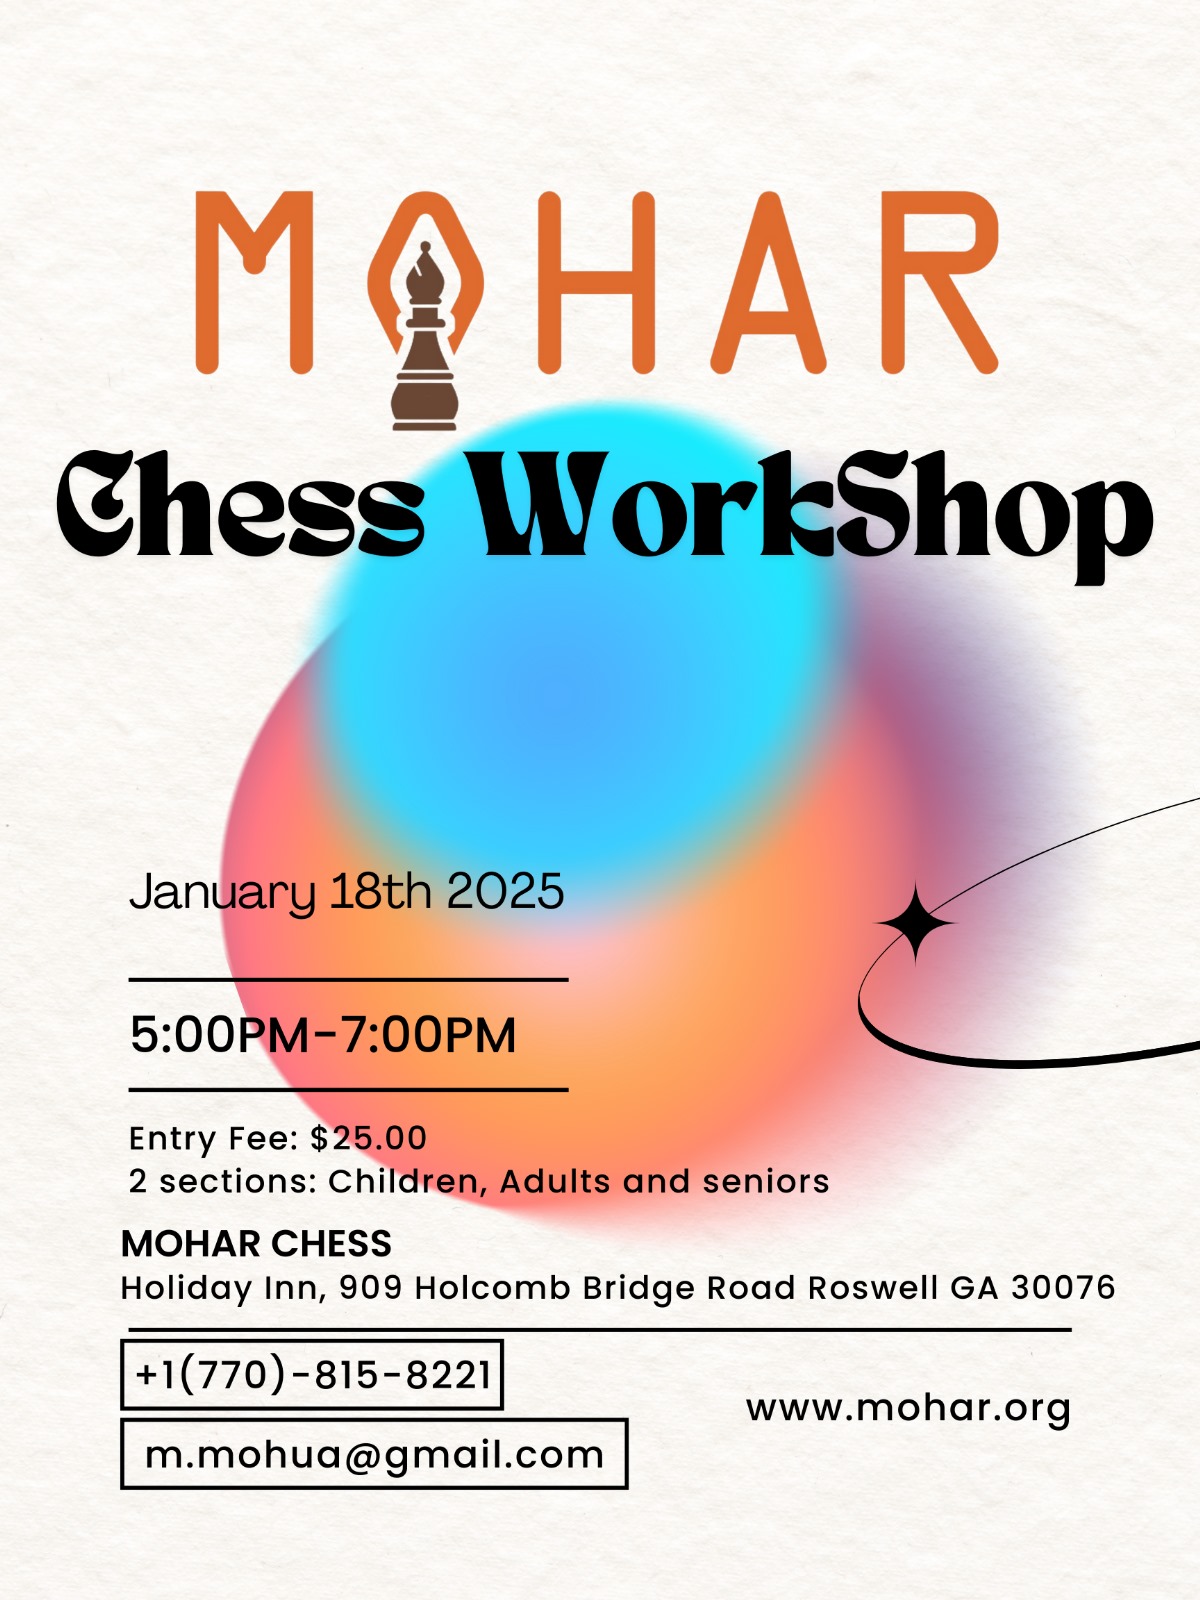 MOHAR
Chess WorkShop
January 18th 2025
5:00PM-7:00PM
Entry Fee: $25.00
2 sections: Children, Adults and seniors
MOHAR CHESS
Holiday Inn, 909 Holcomb Bridge Road Roswell GA 30076
+1(770)-815-8221
www.mohar.org
m.mohua@gmail.com